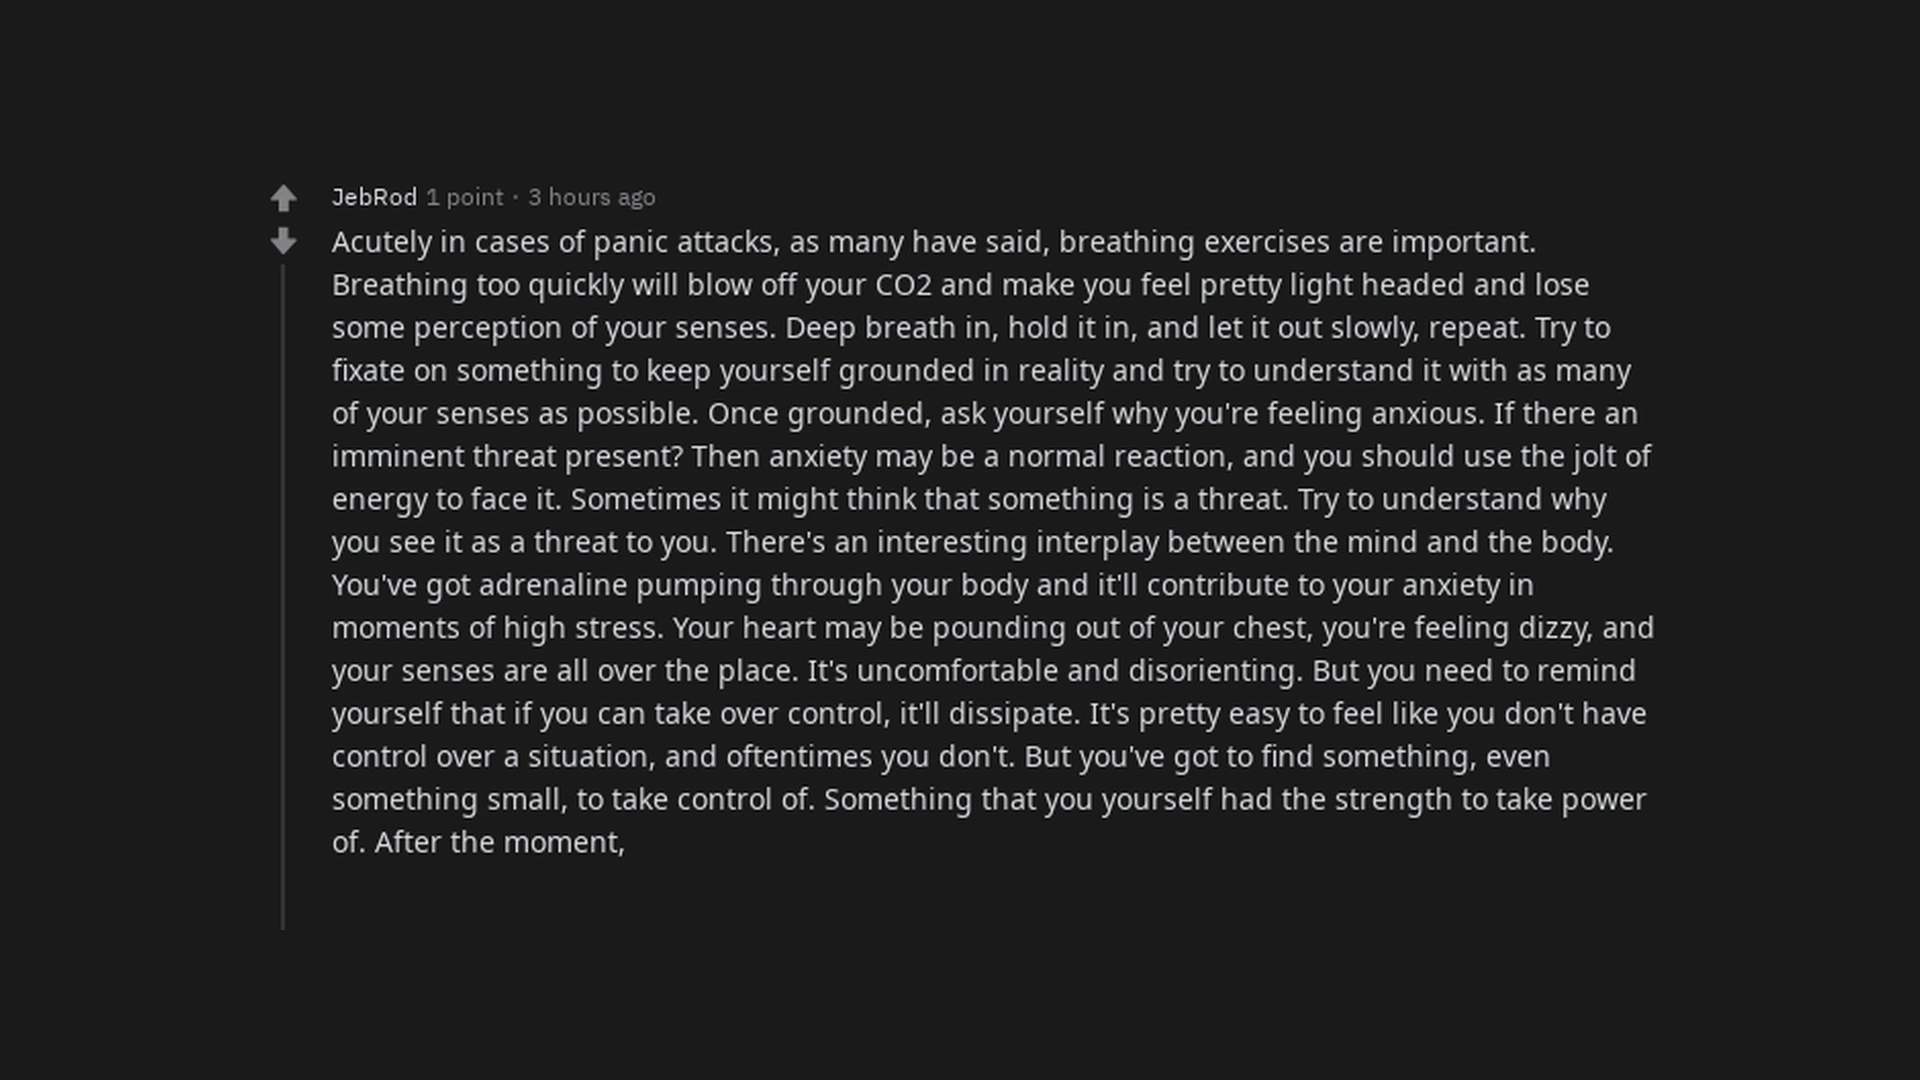 JebRod 1 point · 3 hours ago
Acutely in cases of panic attacks, as many have said, breathing exercises are important.
Breathing too quickly will blow off your CO2 and make you feel pretty light headed and lose
some perception of your senses. Deep breath in, hold it in, and let it out slowly, repeat. Try to
fixate on something to keep yourself grounded in reality and try to understand it with as many
of your senses as possible. Once grounded, ask yourself why you're feeling anxious. If there an
imminent threat present? Then anxiety may be a normal reaction, and you should use the jolt of
energy to face it. Sometimes it might think that something is a threat. Try to understand why
you see it as a threat to you. There's an interesting interplay between the mind and the body.
You've got adrenaline pumping through your body and it'll contribute to your anxiety in
moments of high stress. Your heart may be pounding out of your chest, you're feeling dizzy, and
your senses are all over the place. It's uncomfortable and disorienting. But you need to remind
yourself that if you can take over control, it'll dissipate. It's pretty easy to feel like you don't have
control over a situation, and oftentimes you don't. But you've got to find something, even
something small, to take control of. Something that you yourself had the strength to take power
of. After the moment,